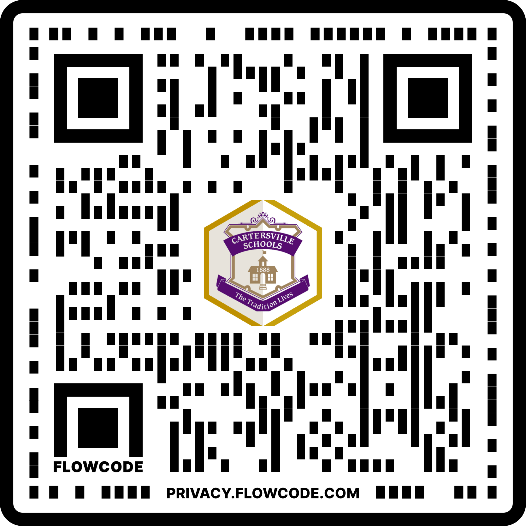 CARTERSVILLE
SCHOOLS
1888
The Tradition Lives
FLOWCODE
PRIVACY.FLOWCODE.COM